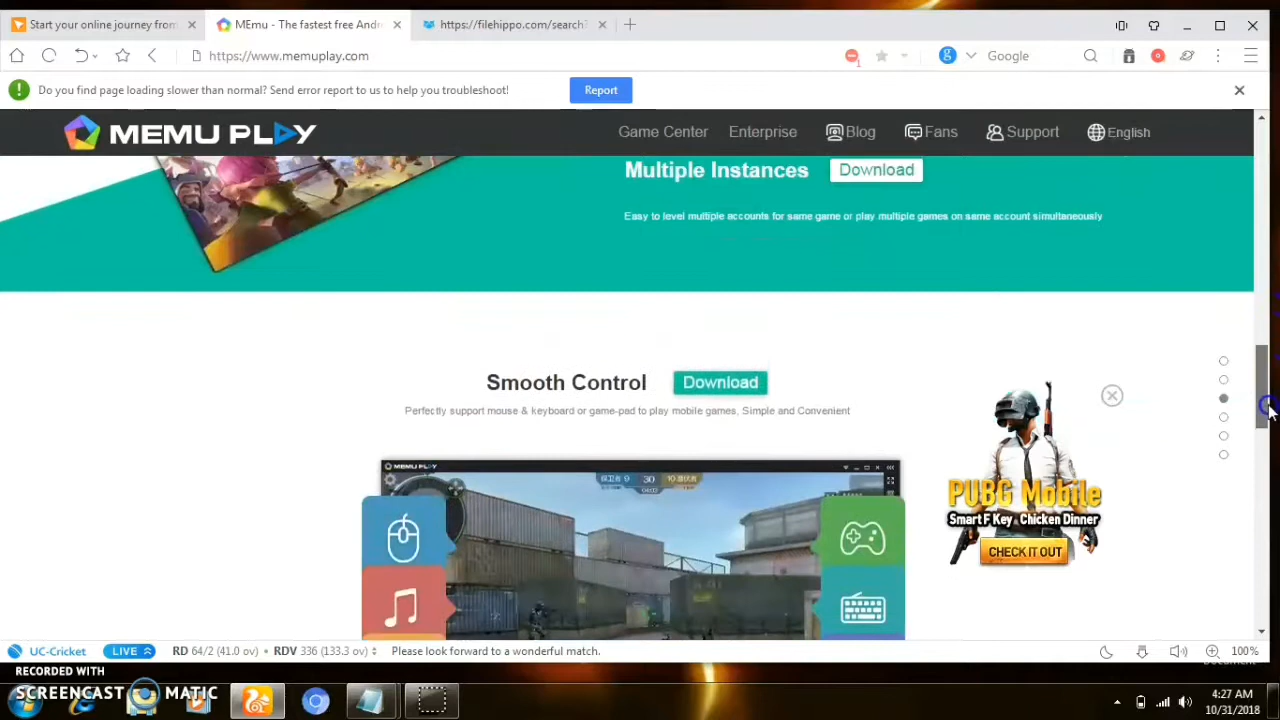 Start your online journey from
MEmu - The fastest free Andr
https://filehippo.com/search?
https://www.memuplay.com
Google
Do you find page loading slower than normal? Send error report to us to help you troubleshoot!
Report
MEMU PLAY
Game Center
Enterprise
Blog
Fans
Support
English
Multiple Instances
Download
Easy to level multiple accounts for same game or play multiple games on same account simultaneously
Smooth Control
Download
Perfectly support mouse & keyboard or game-pad to play mobile games, Simple and Convenient
MEMU PLAY
30
PUBG Mobile
Smart F Key Chicken Dinner
CHECK IT OUT
UC-Cricket
LIVE
RD 64/2 (41.0 ov) • RDV 336 (133.3 ov)
Please look forward to a wonderful match.
100%
RECORDED WITH
SCREENCAST MATIC
4:27 AM
10/31/2018